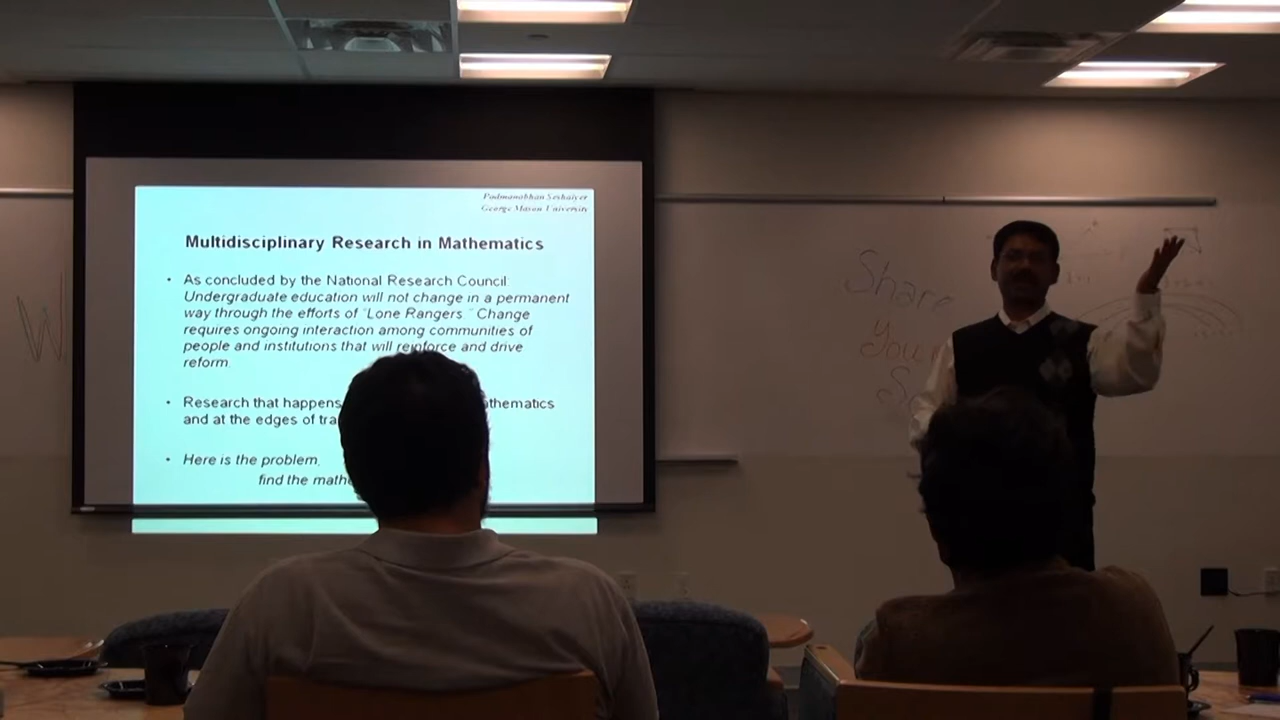 Padmanabhan Seshaiyer
George Mason University
Multidisciplinary Research in Mathematics
• As concluded by the National Research Council
Undergraduate education will not change in a permanent
way through the efforts of "Lone Rangers." Change
requires ongoing interaction among communities of
people and institutions that will reinforce and drive
reform.
• Research that happens
and at the edges of
• Here is the problem,
find the
Share
W